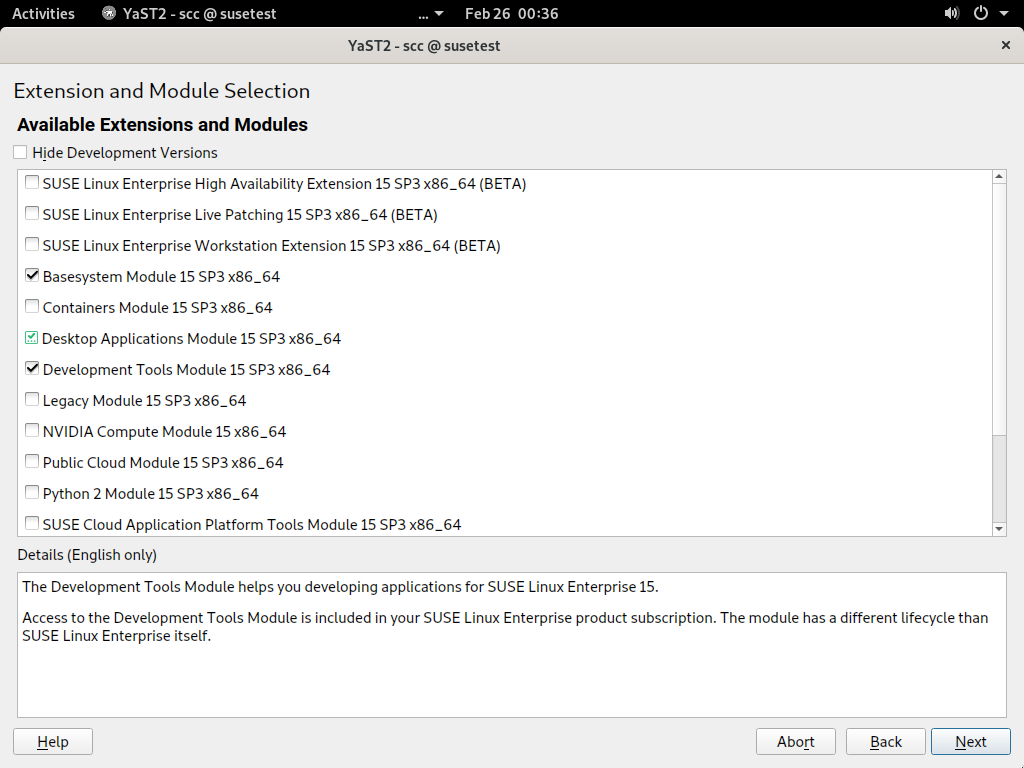 Activities YaST2 - scc @ susetest ... Feb 26 00:36
YaST2 - scc @ susetest
Extension and Module Selection
Available Extensions and Modules
Hide Development Versions
SUSE Linux Enterprise High Availability Extension 15 SP3 x86_64 (BETA)
SUSE Linux Enterprise Live Patching 15 SP3 x86_64 (BETA)
SUSE Linux Enterprise Workstation Extension 15 SP3 x86_64 (BETA)
Basesystem Module 15 SP3 x86_64
Containers Module 15 SP3 x86_64
Desktop Applications Module 15 SP3 x86_64
Development Tools Module 15 SP3 x86_64
Legacy Module 15 SP3 x86_64
NVIDIA Compute Module 15 x86_64
Public Cloud Module 15 SP3 x86_64
Python 2 Module 15 SP3 x86_64
SUSE Cloud Application Platform Tools Module 15 SP3 x86_64
Details (English only)
The Development Tools Module helps you developing applications for SUSE Linux Enterprise 15.
Access to the Development Tools Module is included in your SUSE Linux Enterprise product subscription. The module has a different lifecycle than
SUSE Linux Enterprise itself.
Help Abort Back Next